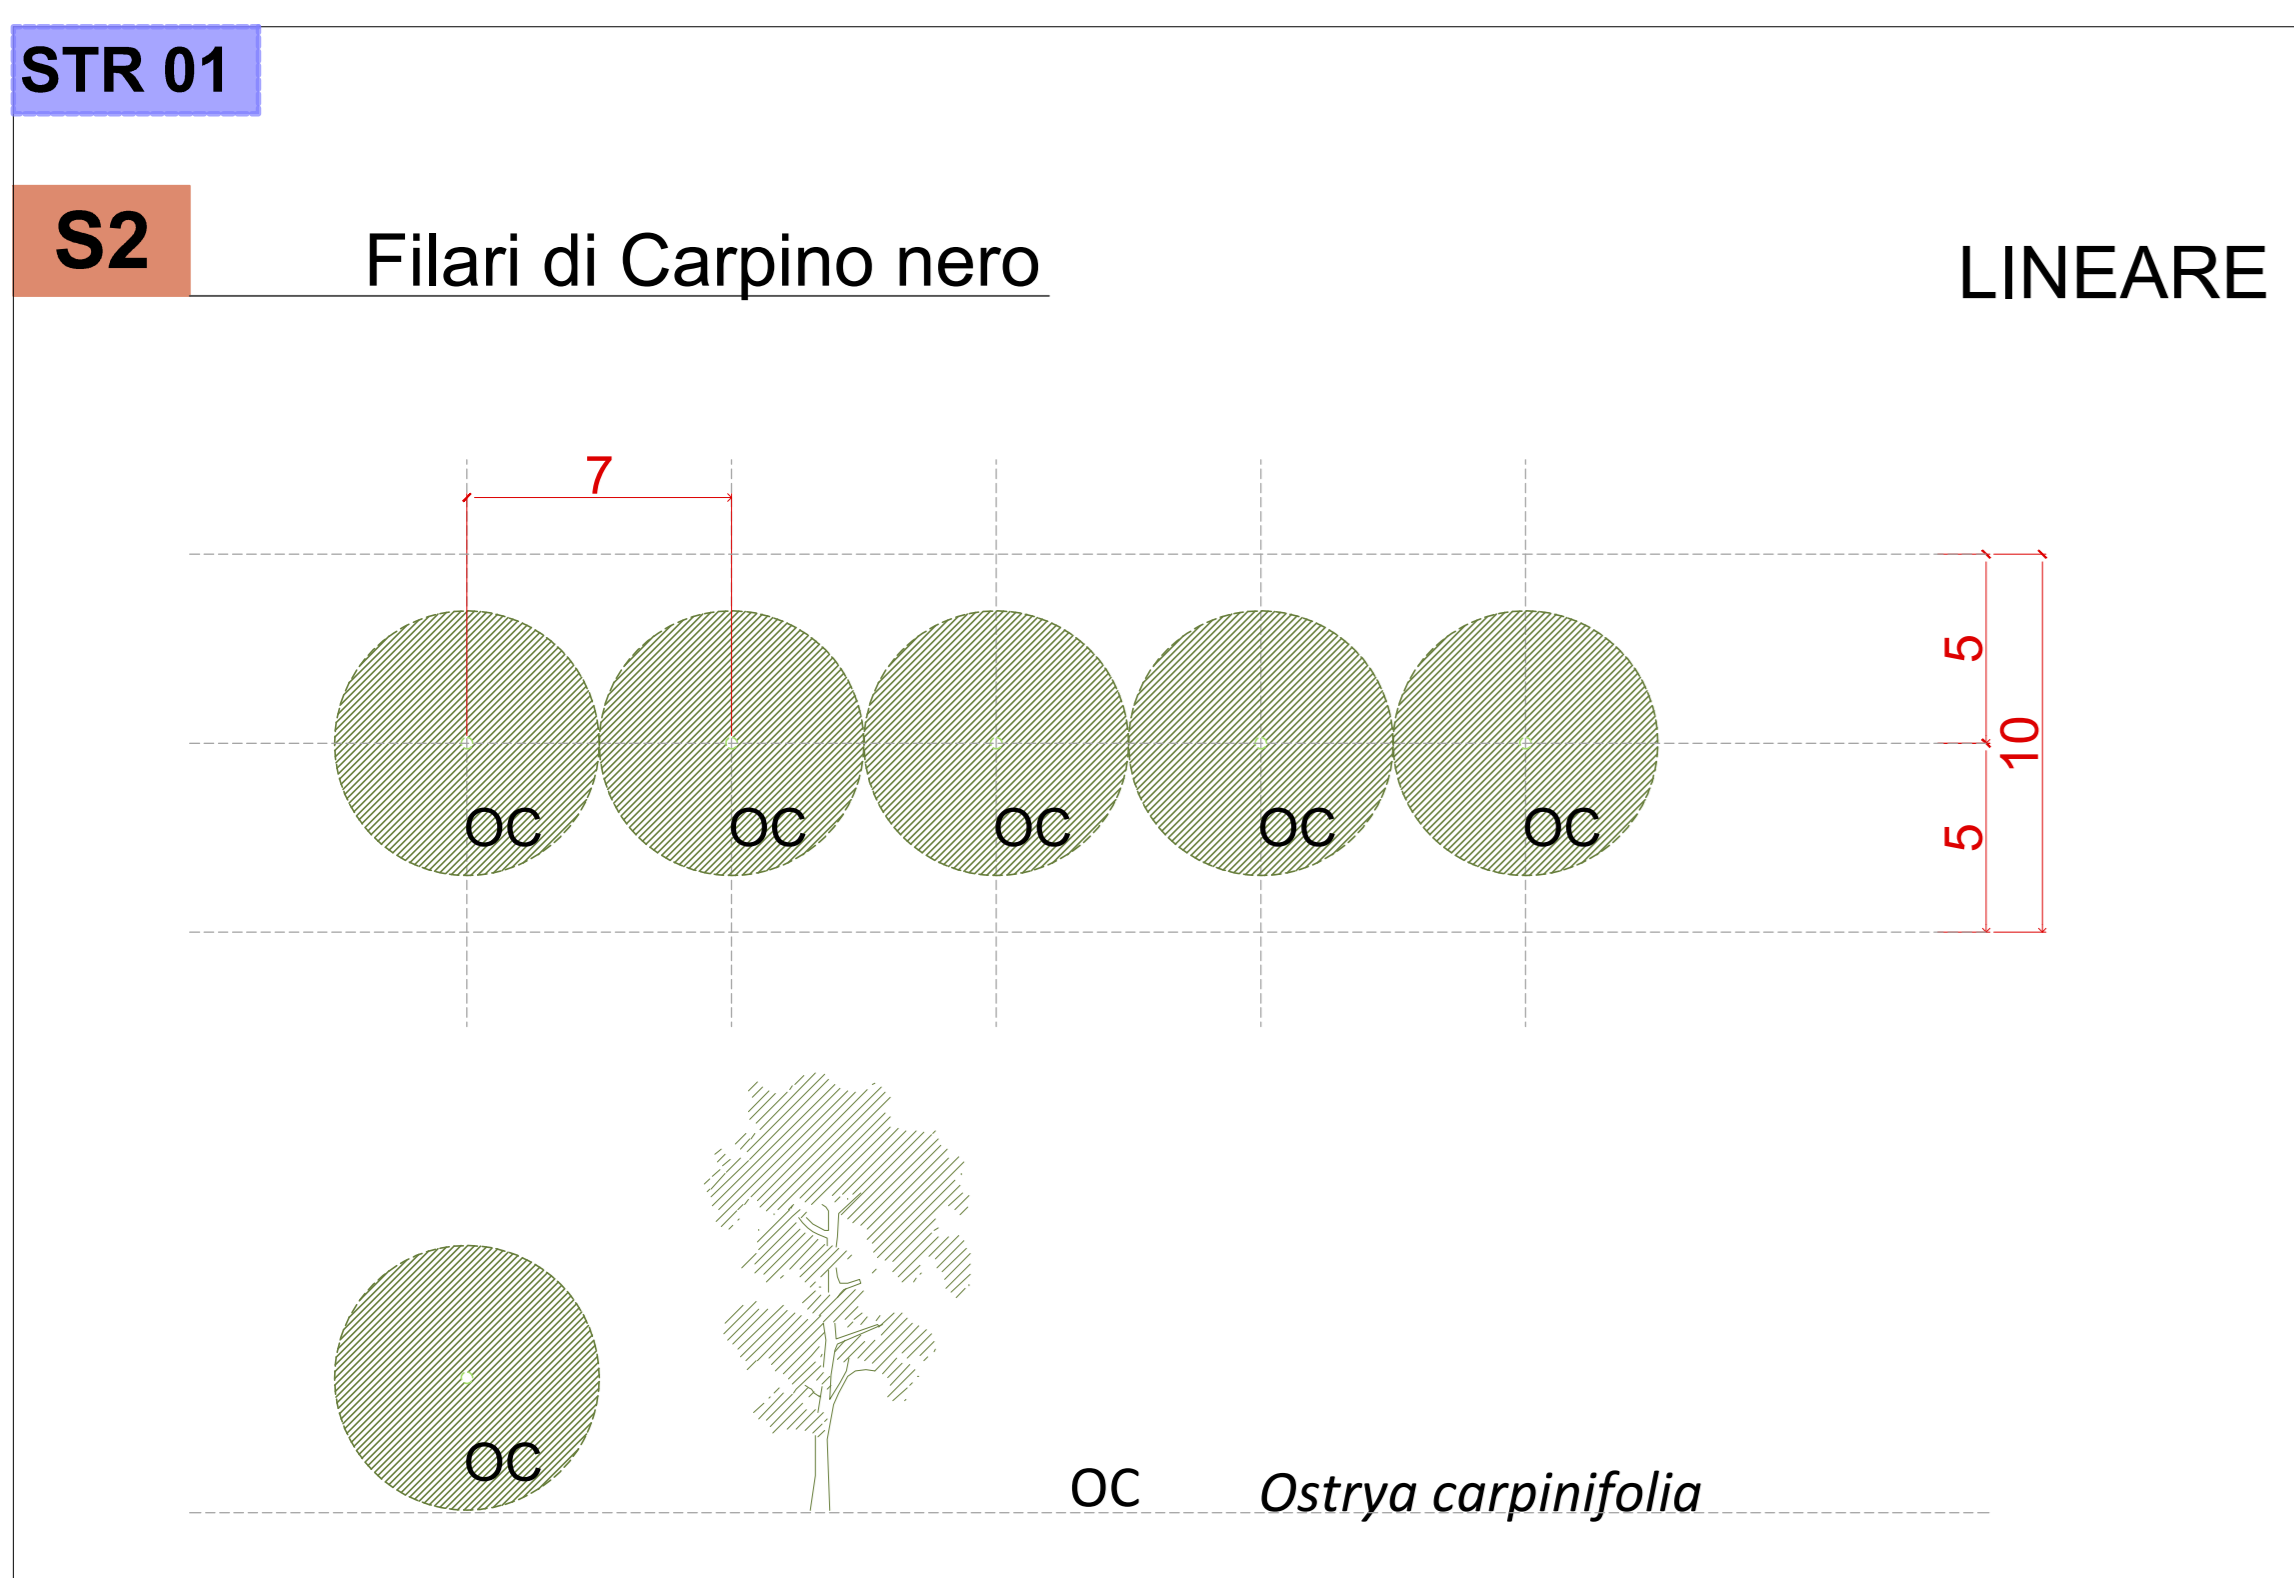 STR 01
S2
Filari di Carpino nero
LINEARE
7
5
10
5
OC OC OC OC OC
OC
OC Ostrya carpinifolia